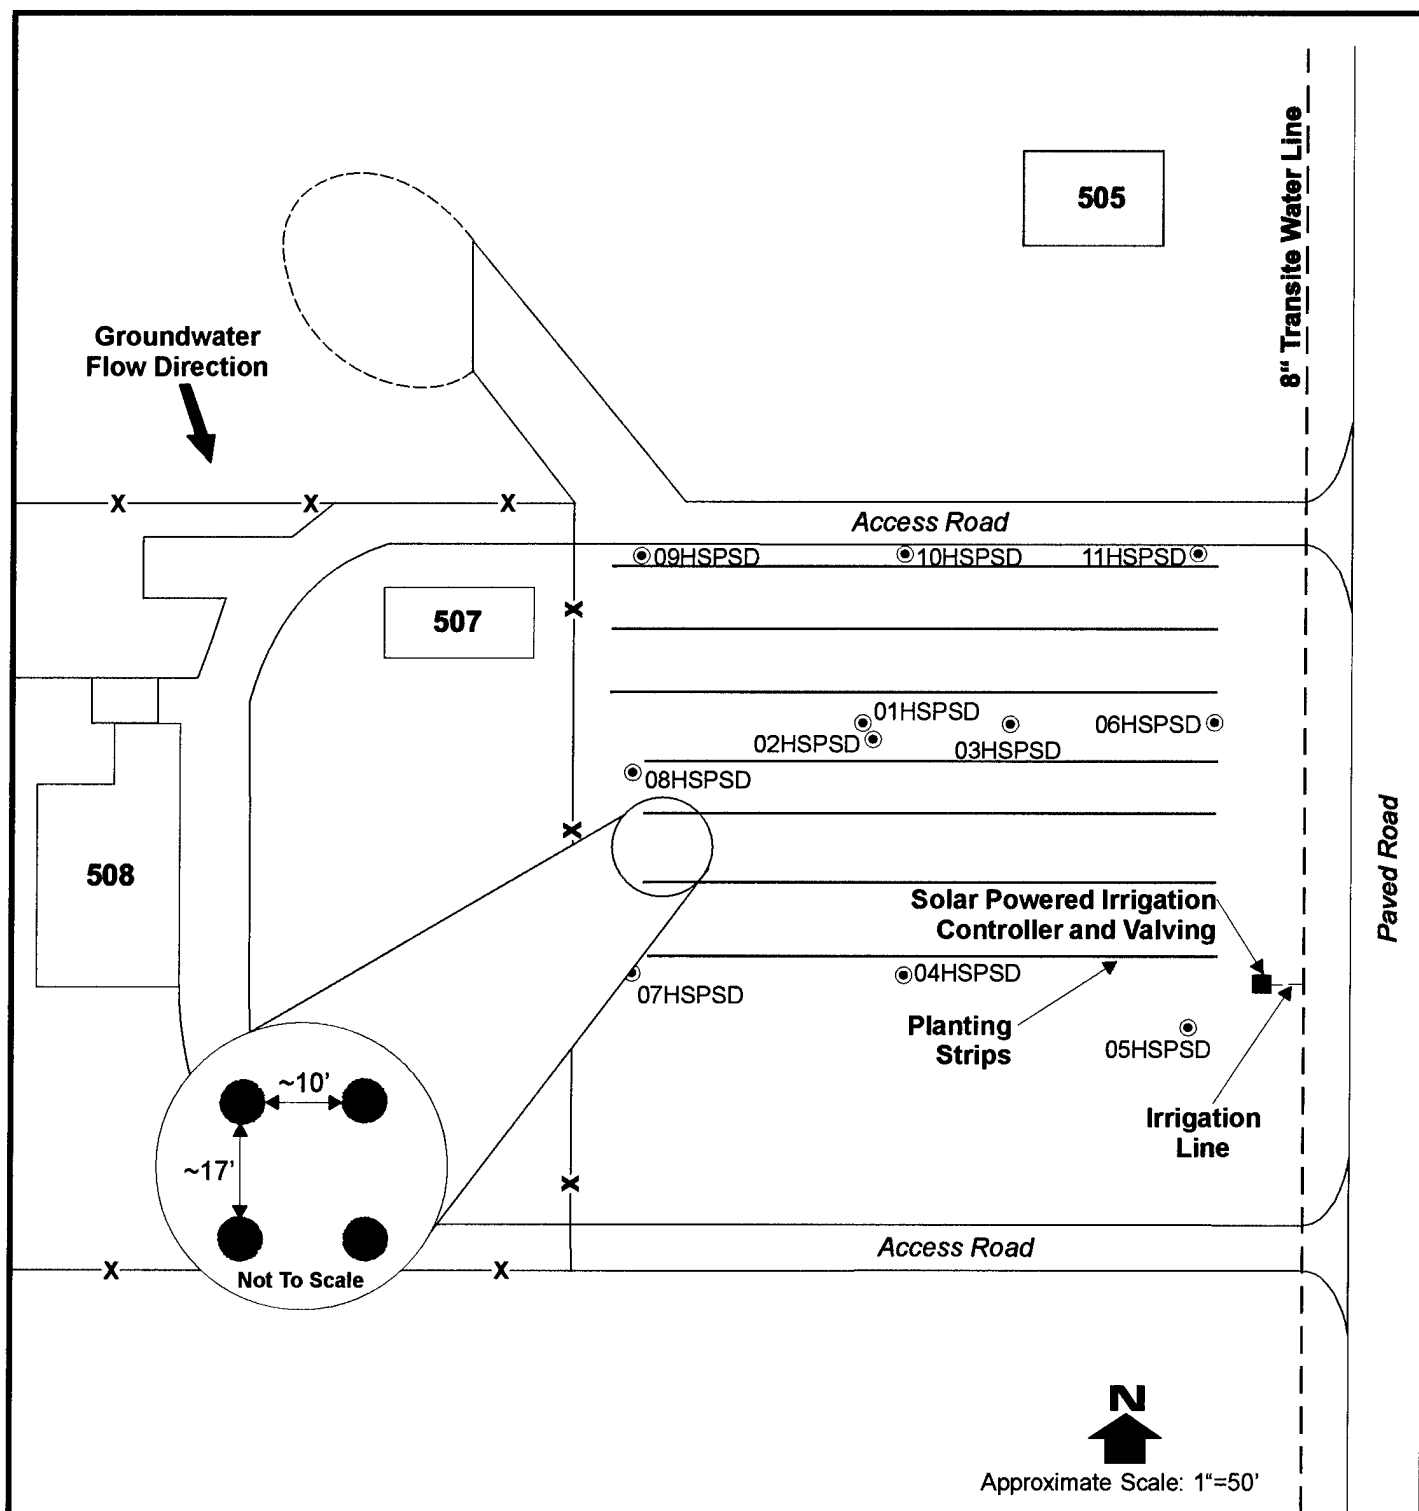 505
8" Transite Water Line
Groundwater
Flow Direction
X X X
Access Road
09HSPSD 10HSPSD 11HSPSD
507
X
01HSPSD
02HSPSD 03HSPSD 06HSPSD
08HSPSD
X
508
Paved Road
Solar Powered Irrigation
Controller and Valving
04HSPSD
07HSPSD
Planting
Strips
05HSPSD
~10'
Irrigation
Line
~17'
X
Access Road
Not To Scale
X X
N
Approximate Scale: 1"=50'